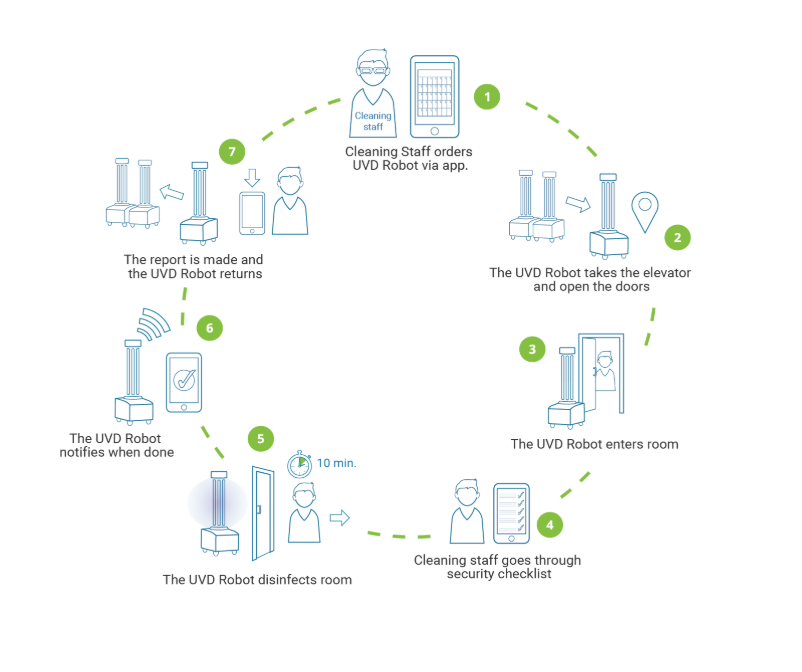 1
Cleaning
staff
Cleaning Staff orders
UVD Robot via app.
2
The UVD Robot takes the elevator
and open the doors
3
The UVD Robot enters room
4
Cleaning staff goes through
security checklist
5
10 min.
The UVD Robot disinfects room
6
The UVD Robot
notifies when done
7
The report is made and
the UVD Robot returns